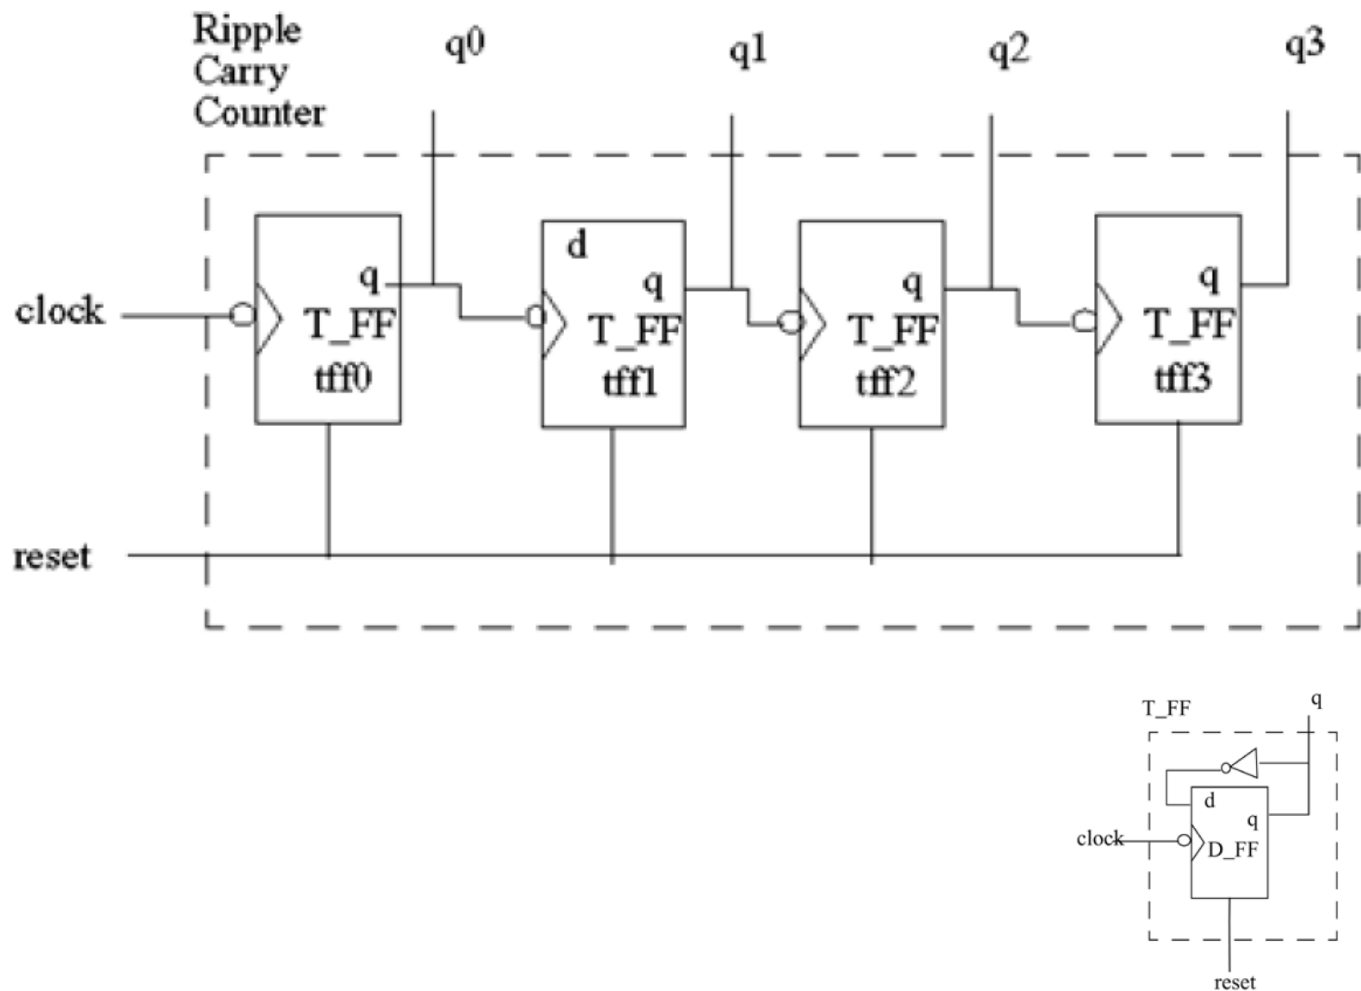 Ripple
Carry
Counter
q0
q1
q2
q3
d
q
q
q
q
clock
T_FF
T_FF
T_FF
T_FF
tff0
tff1
tff2
tff3
reset
T_FF
q
d
q
clock
D_FF
reset